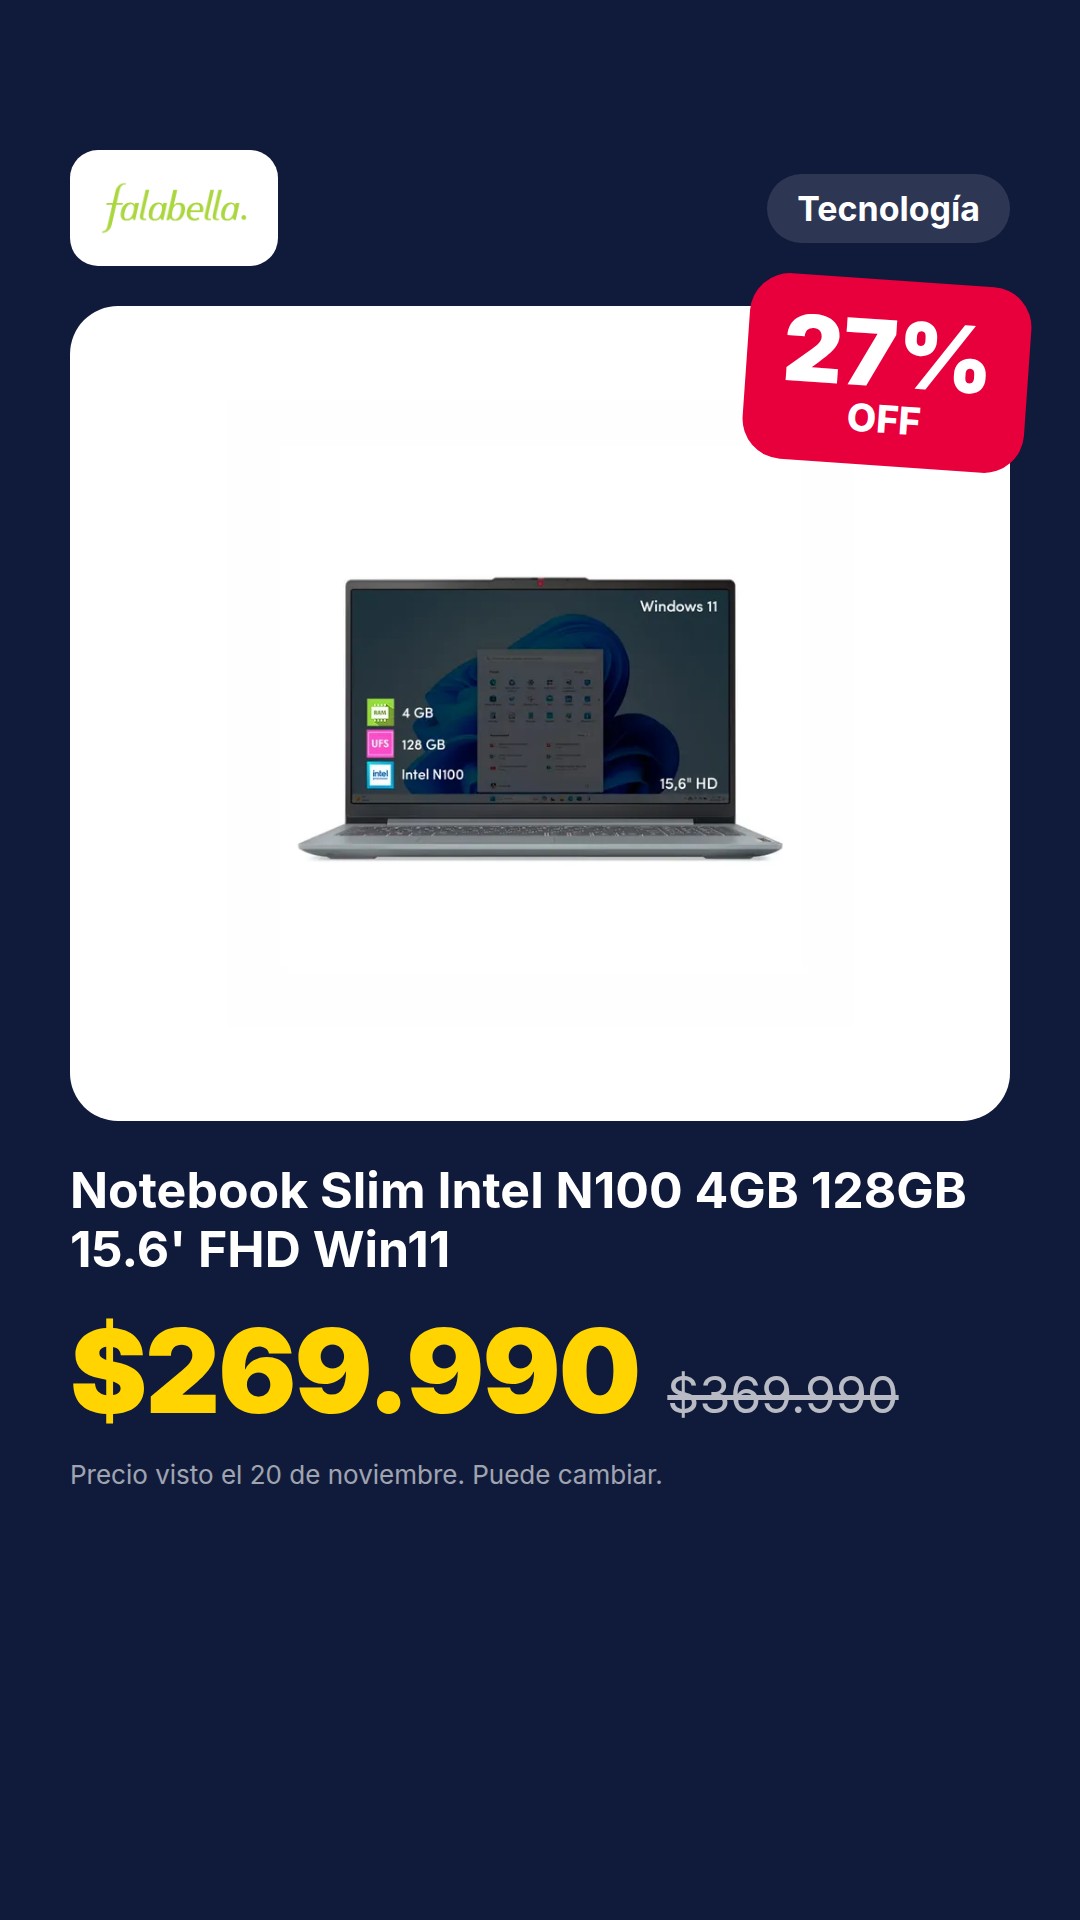 falabella.
Tecnología
27%
OFF
Windows 11
RAM
4 GB
UFS
128 GB
intel
Intel N100
15,6" HD
Notebook Slim Intel N100 4GB 128GB
15.6' FHD Win11
$269.990 $369.990
Precio visto el 20 de noviembre. Puede cambiar.